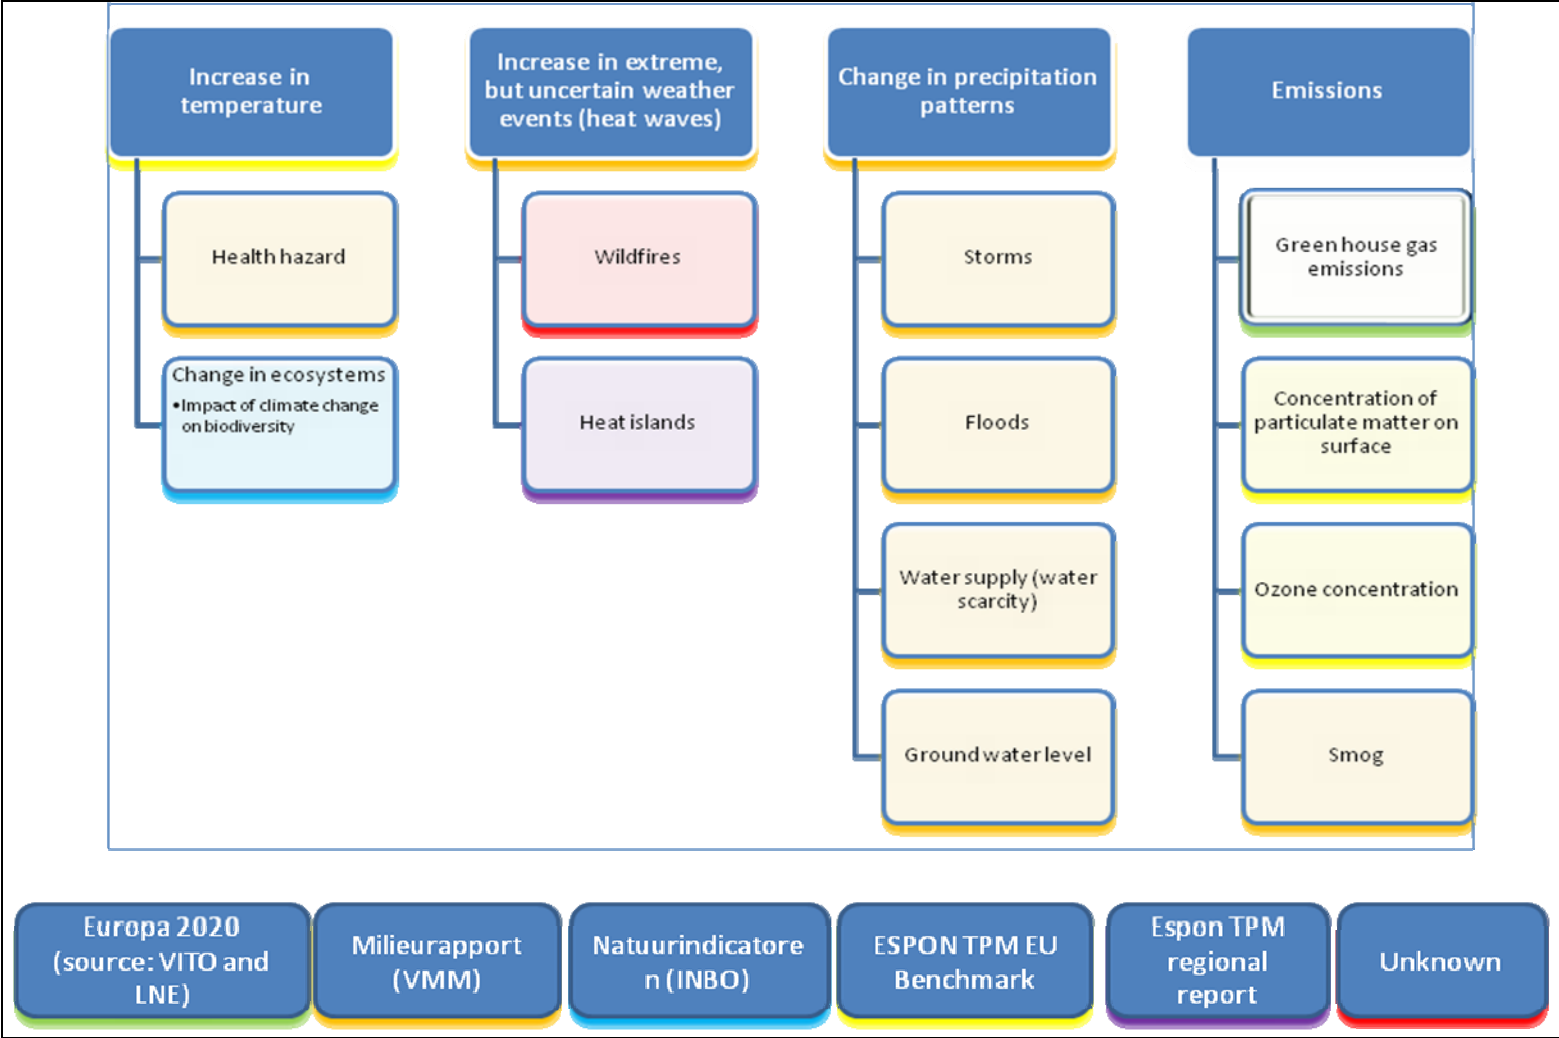 Increase in
temperature
Health hazard
Change in ecosystems
•Impact of climate change
on biodiversity
Increase in extreme,
but uncertain weather
events (heat waves)
Wildfires
Heat islands
Change in precipitation
patterns
Storms
Floods
Water supply (water
scarcity)
Ground water level
Emissions
Green house gas
emissions
Concentration of
particulate matter on
surface
Ozone concentration
Smog
Europa 2020
(source: VITO and
LNE)
Milieurapport
(VMM)
Natuurindicatore
n (INBO)
ESPON TPM EU
Benchmark
Espon TPM
regional
report
Unknown